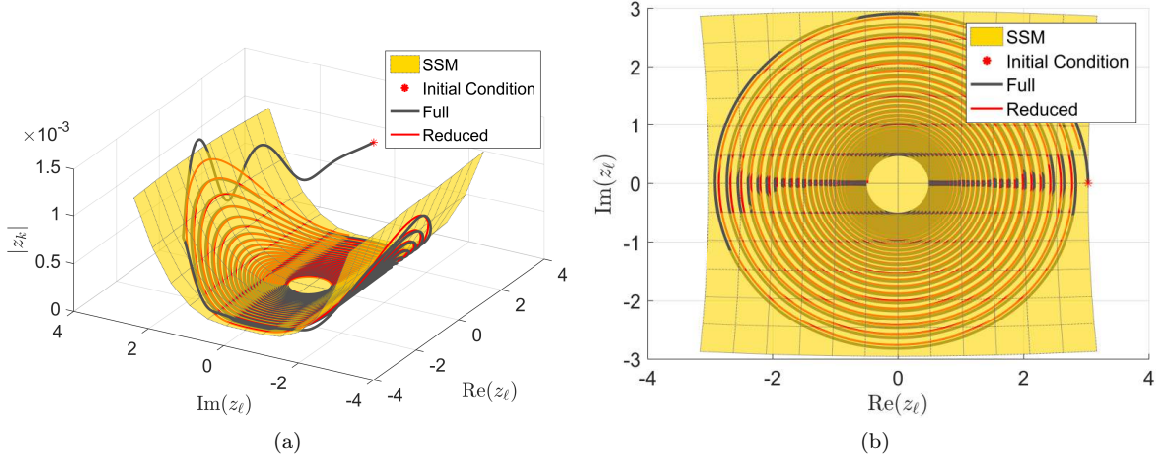 SSM
Initial Condition
Full
Reduced
×10⁻³
1.5
1
0.5
0
|z_k|
4
2
0
-2
-4
Im(z_ℓ)
-4
-2
0
2
4
Re(z_ℓ)
(a)
3
2
1
0
-1
-2
-3
Im(z_ℓ)
SSM
Initial Condition
Full
Reduced
-4
-2
0
2
4
Re(z_ℓ)
(b)